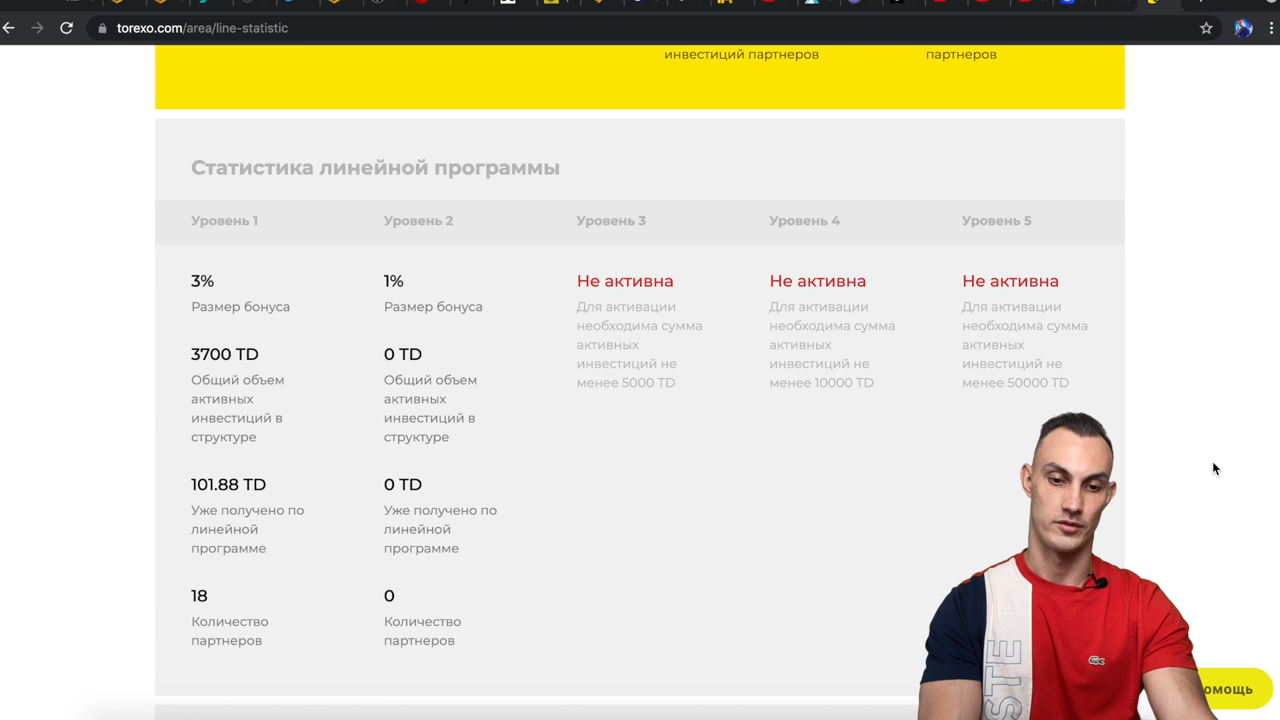 torexo.com/area/line-statistic
инвестиций партнеров
партнеров
Статистика линейной программы
Уровень 1
Уровень 2
Уровень 3
Уровень 4
Уровень 5
3%
Размер бонуса
3700 TD
Общий объем
активных
инвестиций в
структуре
101.88 TD
Уже получено по
линейной
программе
18
Количество
партнеров
1%
Размер бонуса
0 TD
Общий объем
активных
инвестиций в
структуре
0 TD
Уже получено по
линейной
программе
0
Количество
партнеров
Не активна
Для активации
необходима сумма
активных
инвестиций не
менее 5000 TD
Не активна
Для активации
необходима сумма
активных
инвестиций не
менее 10000 TD
Не активна
Для активации
необходима сумма
активных
инвестиций не
менее 50000 TD
STE
омощь